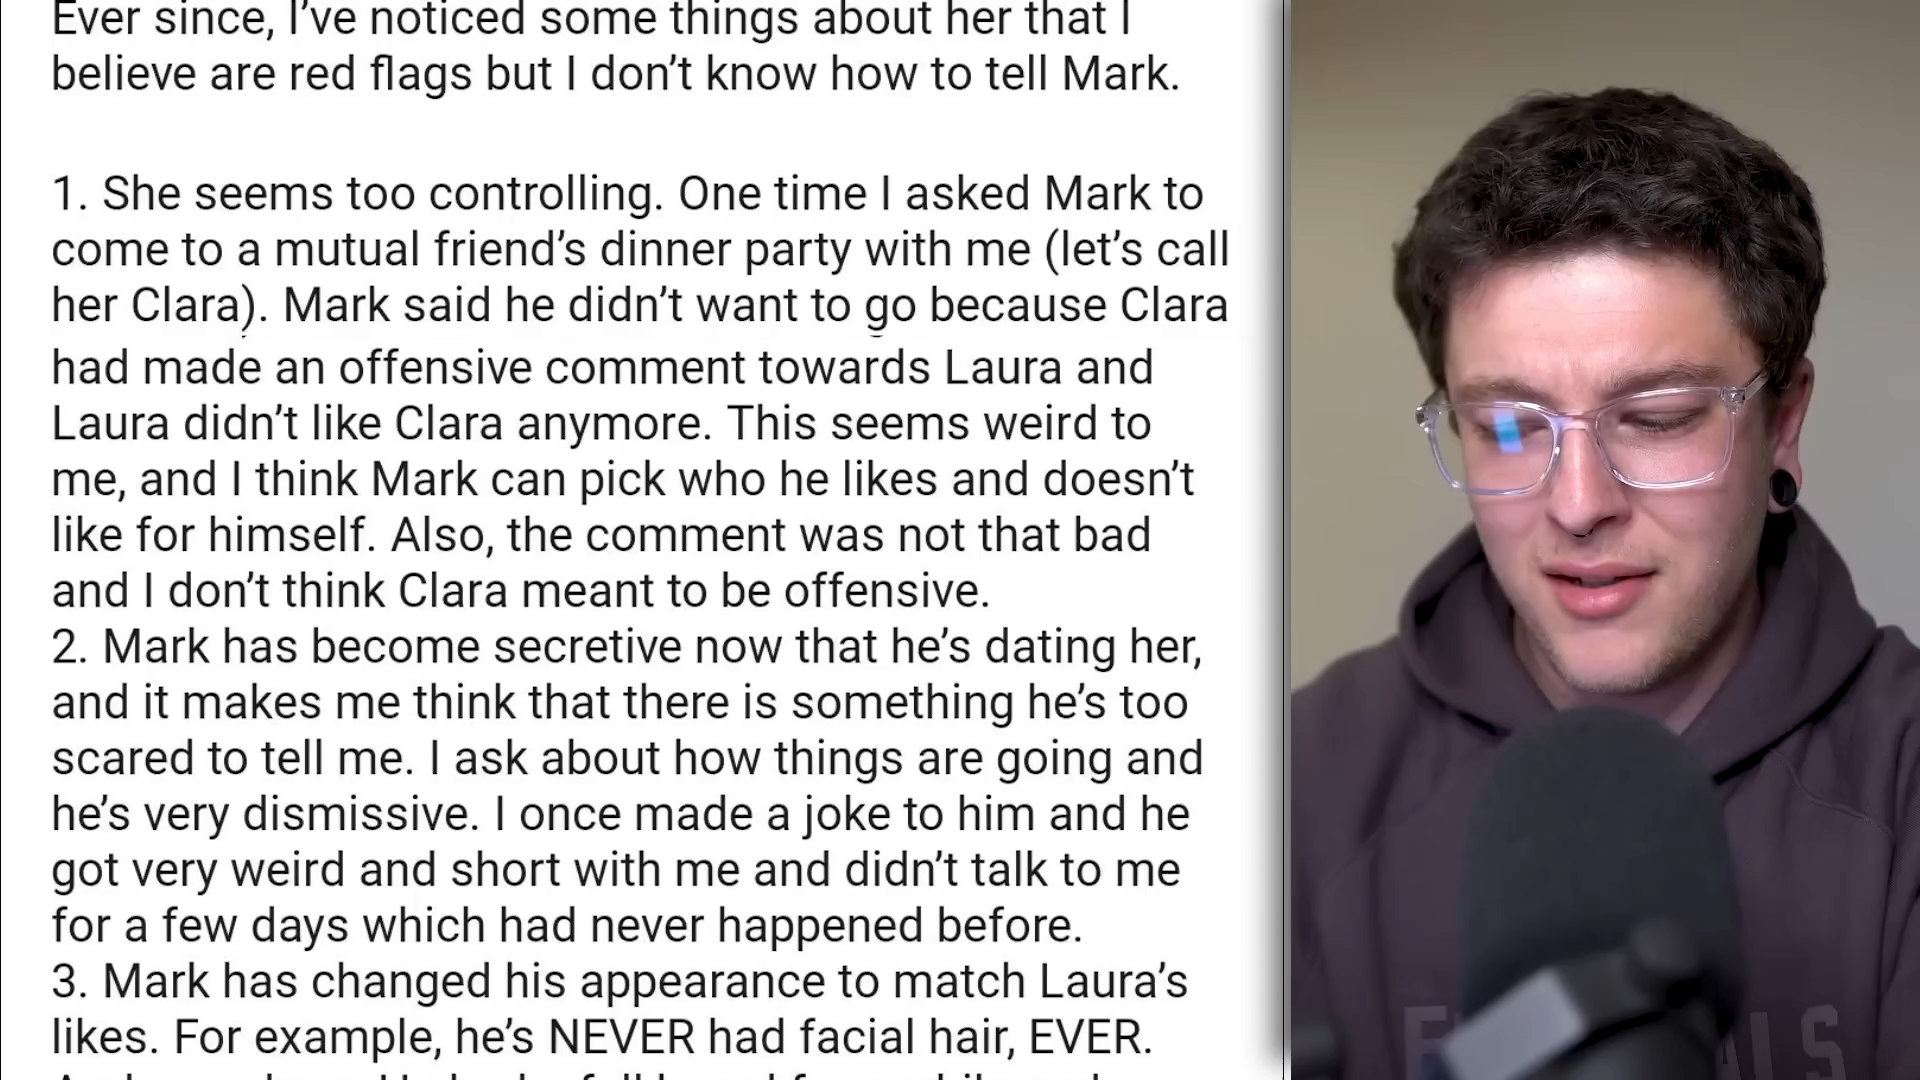 Ever since, I've noticed some things about her that I
believe are red flags but I don't know how to tell Mark.
1. She seems too controlling. One time I asked Mark to
come to a mutual friend's dinner party with me (let's call
her Clara). Mark said he didn't want to go because Clara
had made an offensive comment towards Laura and
Laura didn't like Clara anymore. This seems weird to
me, and I think Mark can pick who he likes and doesn't
like for himself. Also, the comment was not that bad
and I don't think Clara meant to be offensive.
2. Mark has become secretive now that he's dating her,
and it makes me think that there is something he's too
scared to tell me. I ask about how things are going and
he's very dismissive. I once made a joke to him and he
got very weird and short with me and didn't talk to me
for a few days which had never happened before.
3. Mark has changed his appearance to match Laura's
likes. For example, he's NEVER had facial hair, EVER.